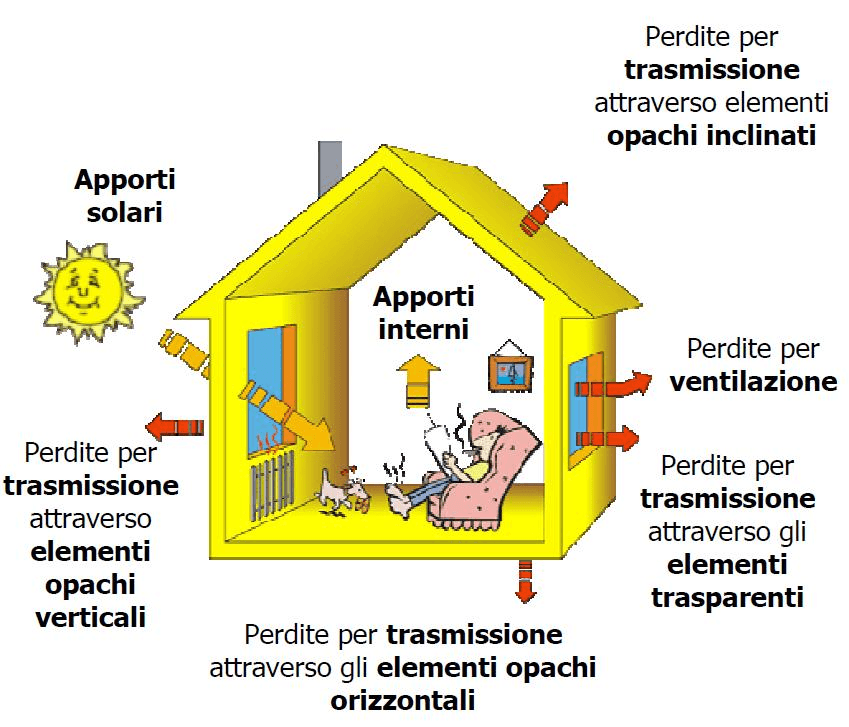 Perdite per
trasmissione
attraverso elementi
opachi inclinati
Apporti
solari
Apporti
interni
Perdite per
ventilazione
Perdite per
trasmissione
attraverso
elementi
opachi
verticali
Perdite per
trasmissione
attraverso gli
elementi
trasparenti
Perdite per trasmissione
attraverso gli elementi opachi
orizzontali